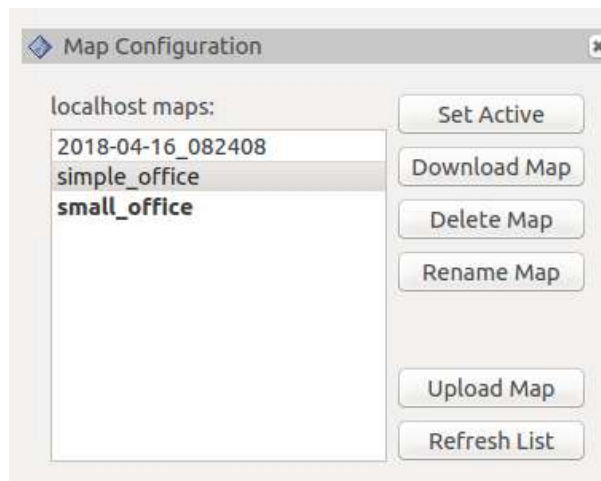 Map Configuration
localhost maps:
2018-04-16_082408
simple_office
small_office
Set Active
Download Map
Delete Map
Rename Map
Upload Map
Refresh List